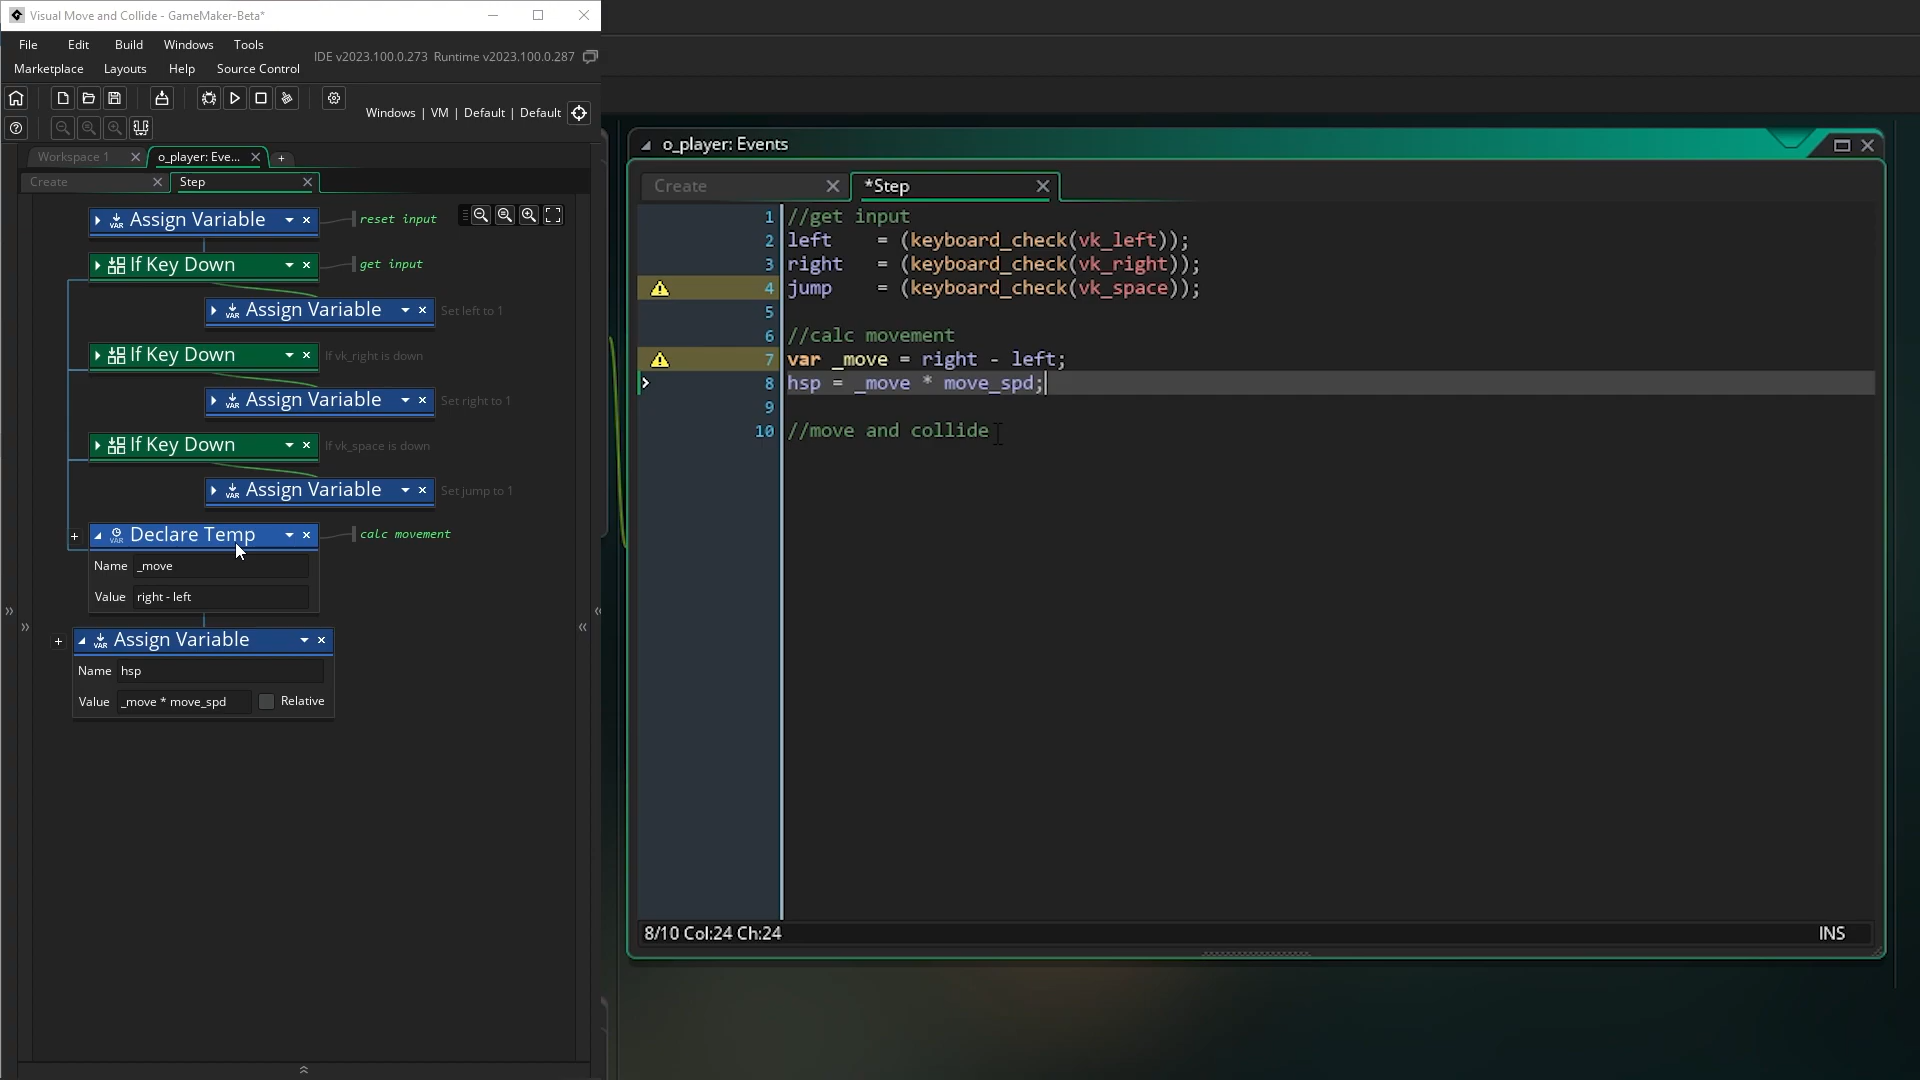 Visual Move and Collide - GameMaker-Beta*
File Edit Build Windows Tools
Marketplace Layouts Help Source Control
IDE v2023.100.0.273 Runtime v2023.100.0.287
Windows | VM | Default | Default
Workspace 1
o_player: Eve...
+
Create
Step
Assign Variable
reset input
If Key Down
get input
Assign Variable
Set left to 1
If Key Down
If vk_right is down
Assign Variable
Set right to 1
If Key Down
If vk_space is down
Assign Variable
Set jump to 1
Declare Temp
calc movement
Name _move
Value right - left
Assign Variable
Name hsp
Value _move * move_spd
Relative
o_player: Events
Create
*Step
1 //get input
2 left = (keyboard_check(vk_left));
3 right = (keyboard_check(vk_right));
4 jump = (keyboard_check(vk_space));
5
6 //calc movement
7 var _move = right - left;
8 hsp = _move * move_spd;
9
10 //move and collide
8/10 Col:24 Ch:24
INS